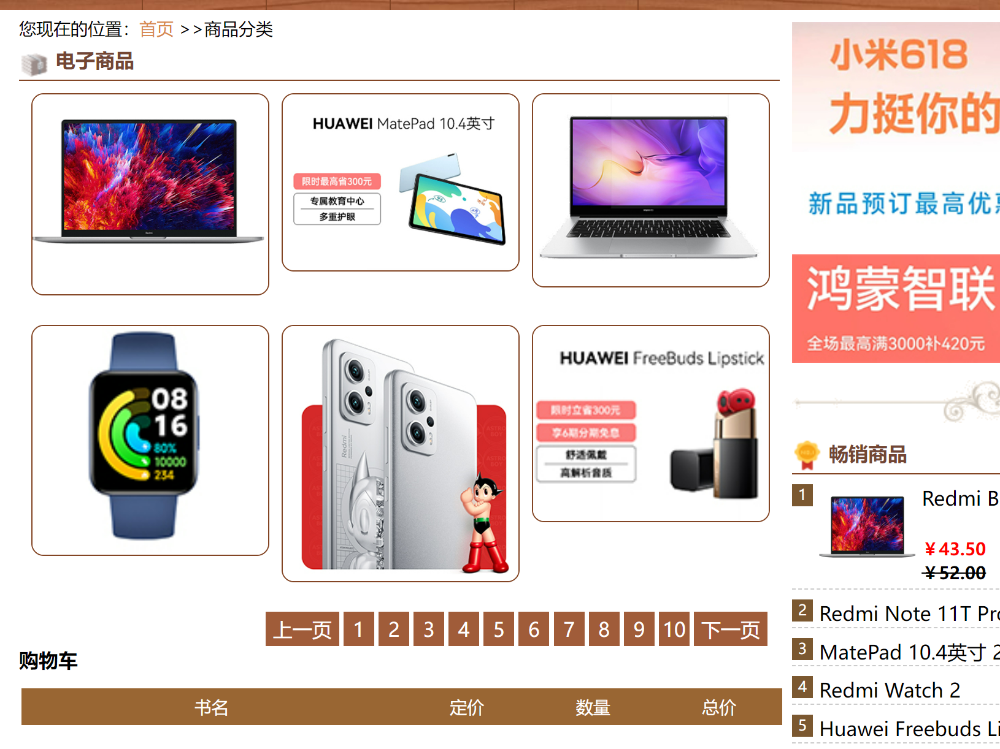 您现在的位置：首页 >>商品分类
电子商品
HUAWEI MatePad 10.4英寸
限时最高省300元
专属教育中心
多重护眼
08
16
80%
10000
234
Redmi
HUAWEI FreeBuds Lipstick
限时立省300元
享6期分期免息
舒适佩戴
高解析音质
上一页 1 2 3 4 5 6 7 8 9 10 下一页
购物车
书名 定价 数量 总价
小米618
力挺你的
新品预订最高优
鸿蒙智联
全场最高满3000补420元
畅销商品
1 Redmi B
￥43.50
￥52.00
2 Redmi Note 11T Pro
3 MatePad 10.4英寸 2
4 Redmi Watch 2
5 Huawei Freebuds Li